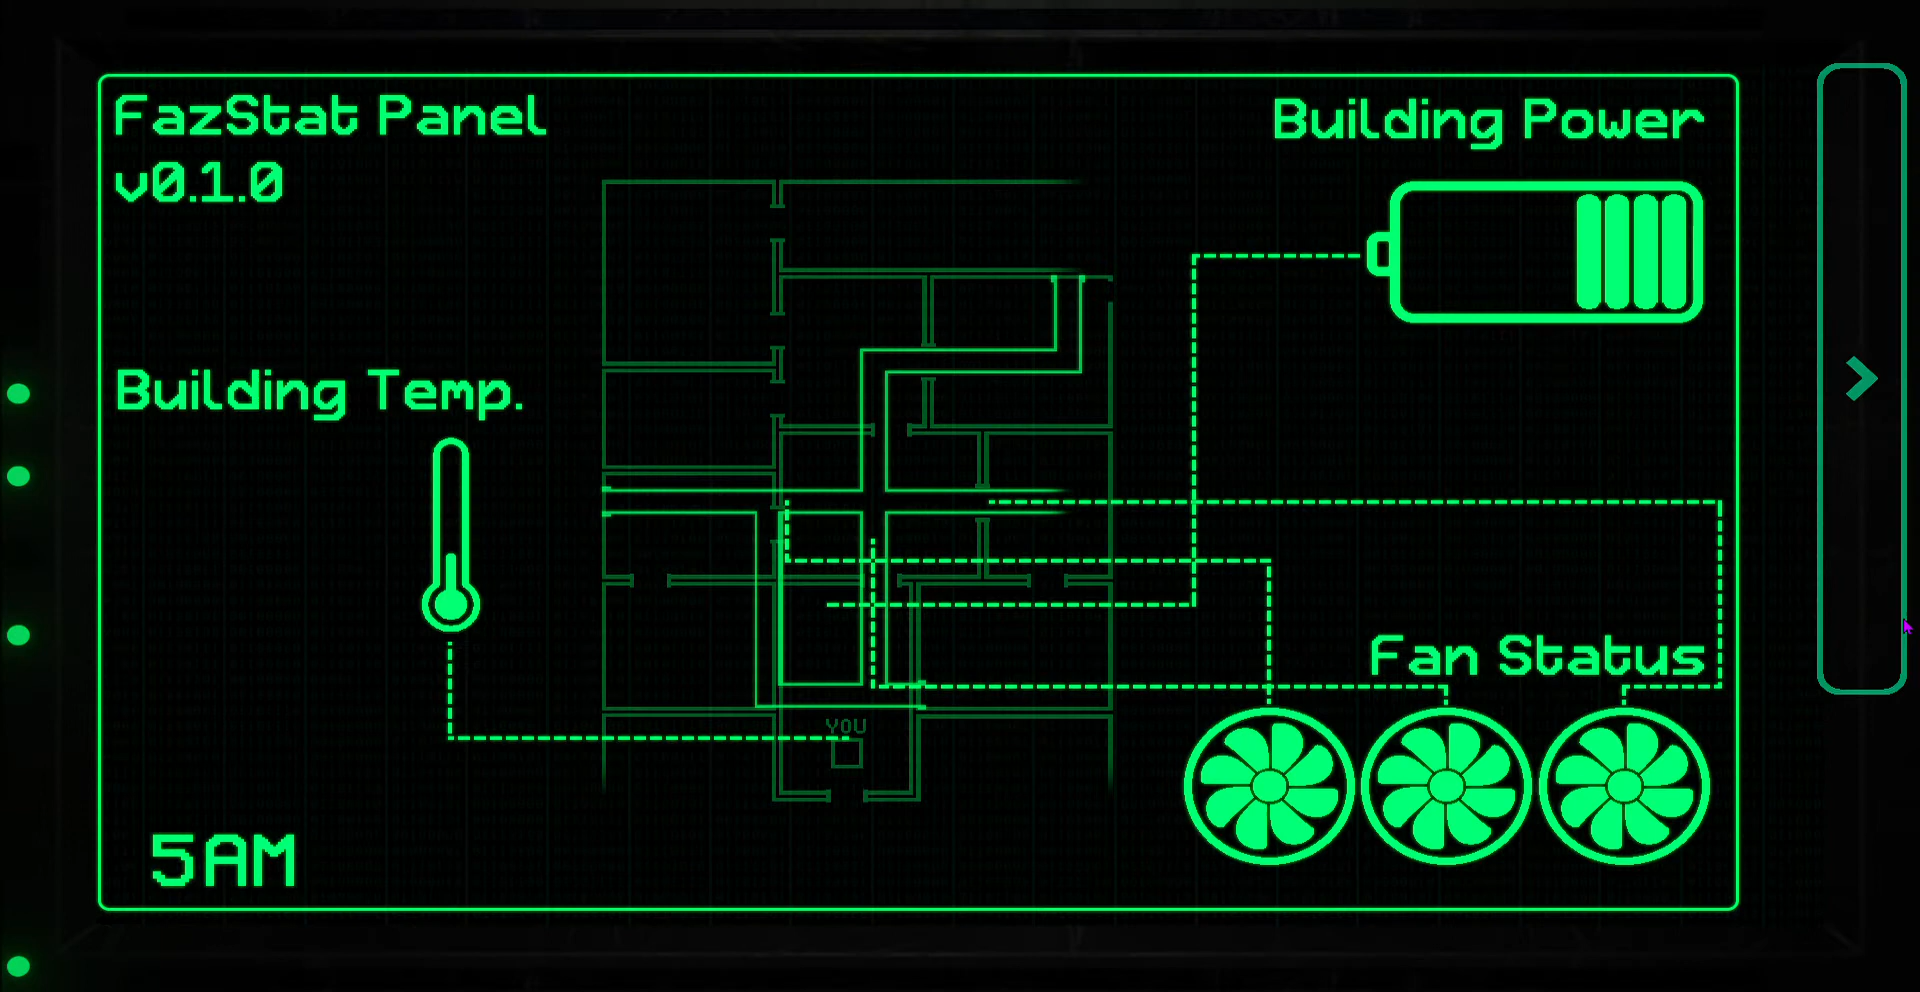 FazStat Panel
v0.1.0
Building Power
Building Temp.
Fan Status
YOU
5AM